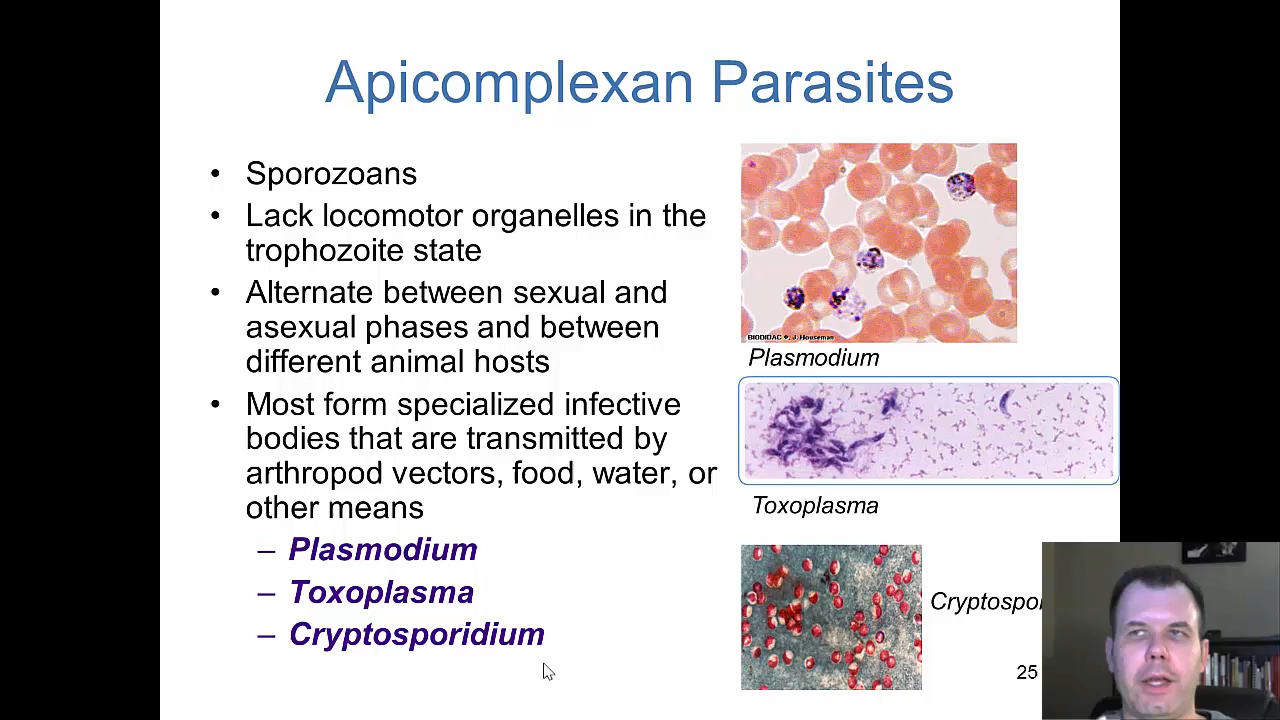 Apicomplexan Parasites
• Sporozoans
• Lack locomotor organelles in the
trophozoite state
• Alternate between sexual and
asexual phases and between
different animal hosts
• Most form specialized infective
bodies that are transmitted by
arthropod vectors, food, water, or
other means
– Plasmodium
– Toxoplasma
– Cryptosporidium
BIODIDAC ©, J. Houseman
Plasmodium
Toxoplasma
Cryptospor
25